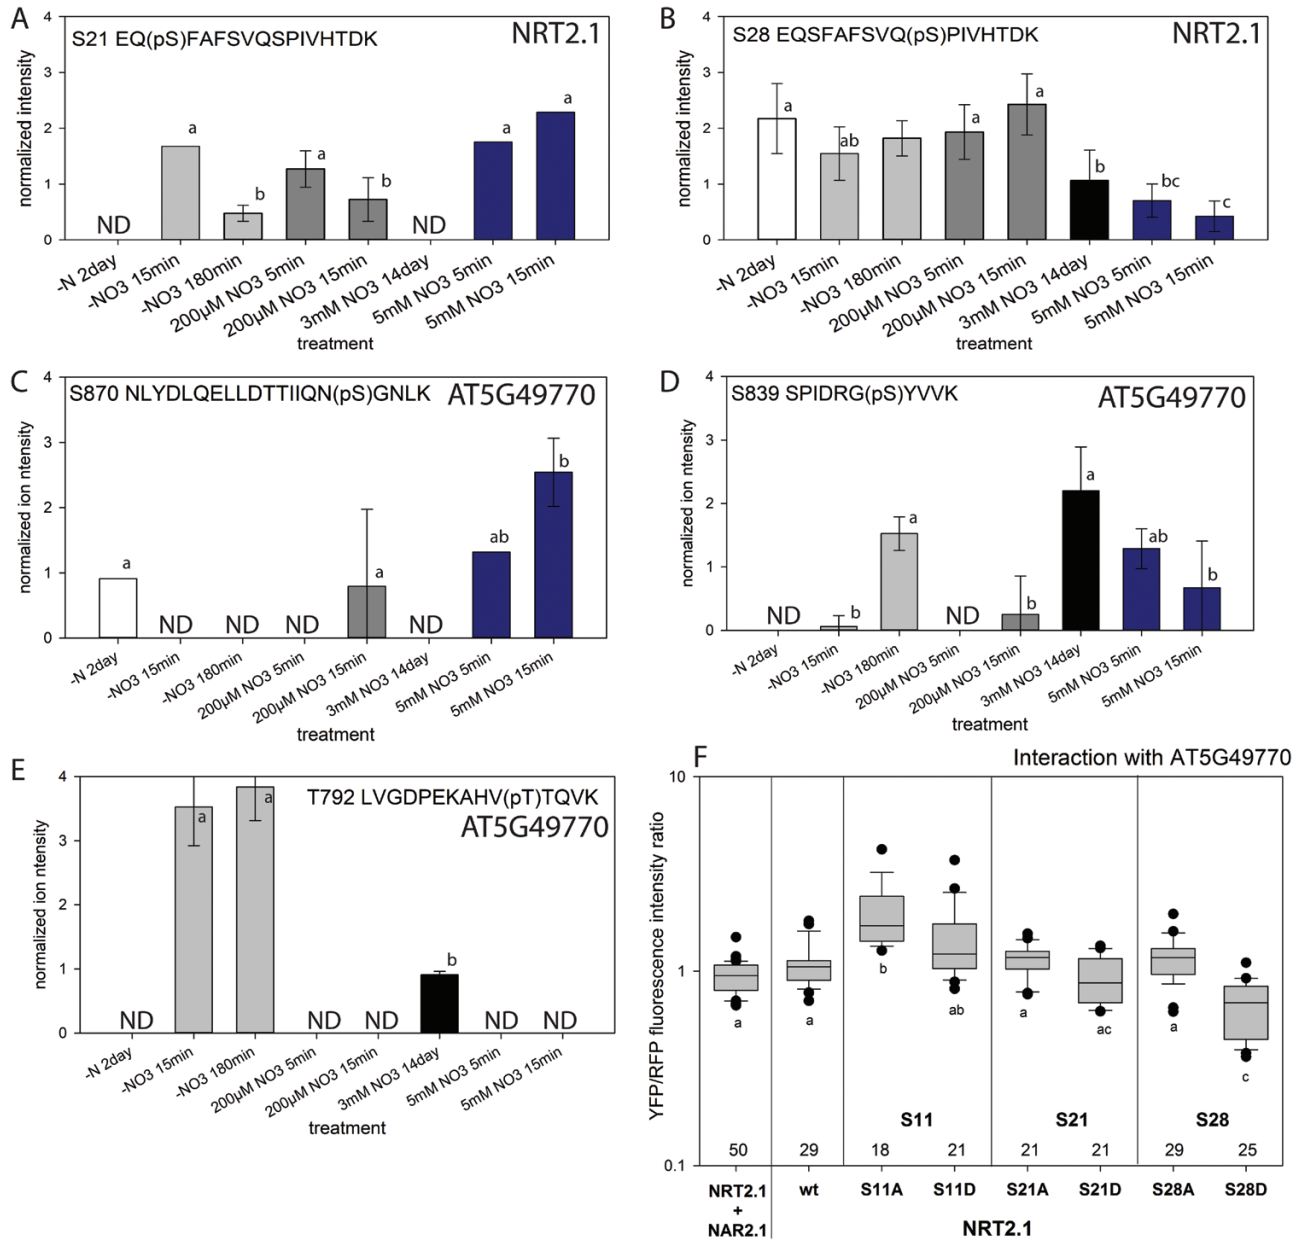 A
S21 EQ(pS)FAFSVQSPIVHTDK
NRT2.1
normalized intensity
4
3
2
1
0
ND
a
b
a
b
ND
a
a
-N 2day
-NO3 15min
-NO3 180min
200µM NO3 5min
200µM NO3 15min
3mM NO3 14day
5mM NO3 5min
5mM NO3 15min
treatment
B
S28 EQSFAFSVQ(pS)PIVHTDK
NRT2.1
normalized intensity
4
3
2
1
0
a
ab
a
a
b
bc
c
-N 2day
-NO3 15min
-NO3 180min
200µM NO3 5min
200µM NO3 15min
3mM NO3 14day
5mM NO3 5min
5mM NO3 15min
treatment
C
S870 NLYDLQELLDTTIIQN(pS)GNLK
AT5G49770
normalized ion ntensity
4
3
2
1
0
a
ND
ND
ND
a
ND
ab
b
-N 2day
-NO3 15min
-NO3 180min
200µM NO3 5min
200µM NO3 15min
3mM NO3 14day
5mM NO3 5min
5mM NO3 15min
treatment
D
S839 SPIDRG(pS)YVVK
AT5G49770
normalized ion ntensity
4
3
2
1
0
ND
b
a
ND
b
a
ab
b
-N 2day
-NO3 15min
-NO3 180min
200µM NO3 5min
200µM NO3 15min
3mM NO3 14day
5mM NO3 5min
5mM NO3 15min
treatment
E
T792 LVGDPEKAHV(pT)TQVK
AT5G49770
normalized ion ntensity
4
3
2
1
0
ND
a
a
ND
ND
b
ND
ND
-N 2day
-NO3 15min
-NO3 180min
200µM NO3 5min
200µM NO3 15min
3mM NO3 14day
5mM NO3 5min
5mM NO3 15min
treatment
F
Interaction with AT5G49770
YFP/RFP fluorescence intensity ratio
10
1
0.1
a
a
b
ab
a
ac
a
c
S11
S21
S28
50
29
18
21
21
21
29
25
NRT2.1
+
NAR2.1
wt
S11A
S11D
S21A
S21D
S28A
S28D
NRT2.1